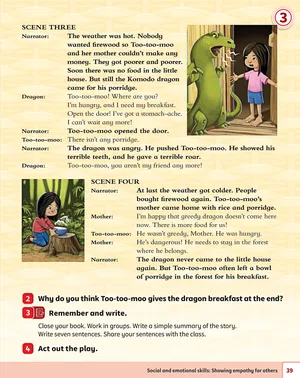 3
SCENE THREE
Narrator: The weather was hot. Nobody
wanted firewood so Too-too-moo
and her mother couldn't make any
money. They got poorer and poorer.
Soon there was no food in the little
house. But still the Komodo dragon
came for his porridge.
Dragon: Too-too-moo! Where are you?
I'm hungry, and I need my breakfast.
Open the door! I've got a stomach-ache.
I can't wait any more!
Narrator: Too-too-moo opened the door.
Too-too-moo: There isn't any porridge.
Narrator: The dragon was angry. He pushed Too-too-moo. He showed his
terrible teeth, and he gave a terrible roar.
Dragon: Too-too-moo, you aren't my friend any more!
SCENE FOUR
Narrator: At last the weather got colder. People
bought firewood again. Too-too-moo's
mother came home with rice and porridge.
Mother: I'm happy that greedy dragon doesn't come here
now. There is more food for us!
Too-too-moo: He wasn't greedy, Mother. He was hungry.
Mother: He's dangerous! He needs to stay in the forest
where he belongs.
Narrator: The dragon never came to the little house
again. But Too-too-moo often left a bowl
of porridge in the forest for his breakfast.
2 Why do you think Too-too-moo gives the dragon breakfast at the end?
3 Remember and write.
Close your book. Work in groups. Write a simple summary of the story.
Write seven sentences. Share your sentences with the class.
4 Act out the play.
Social and emotional skills: Showing empathy for others 39